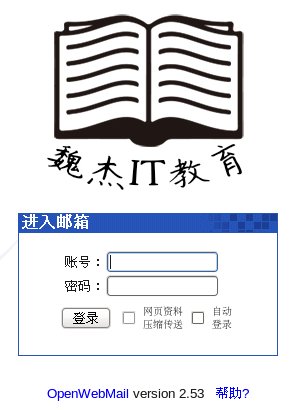 魏杰IT教育
进入邮箱
账号：
密码：
登录
网页资料
压缩传送
自动
登录
OpenWebMail version 2.53 帮助?